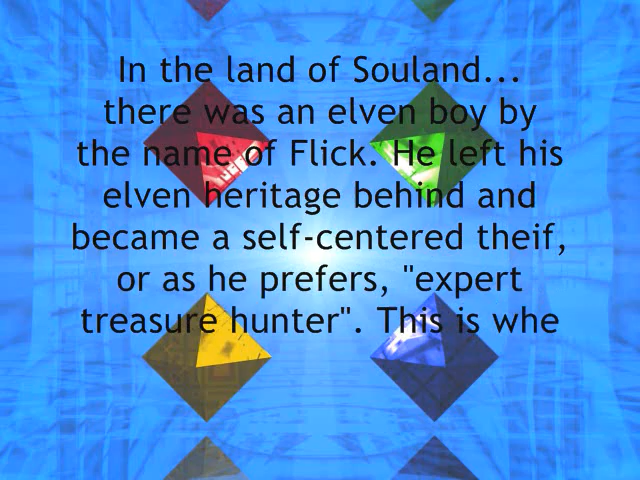 In the land of Souland...
there was an elven boy by
the name of Flick. He left his
elven heritage behind and
became a self-centered theif,
or as he prefers, "expert
treasure hunter". This is whe